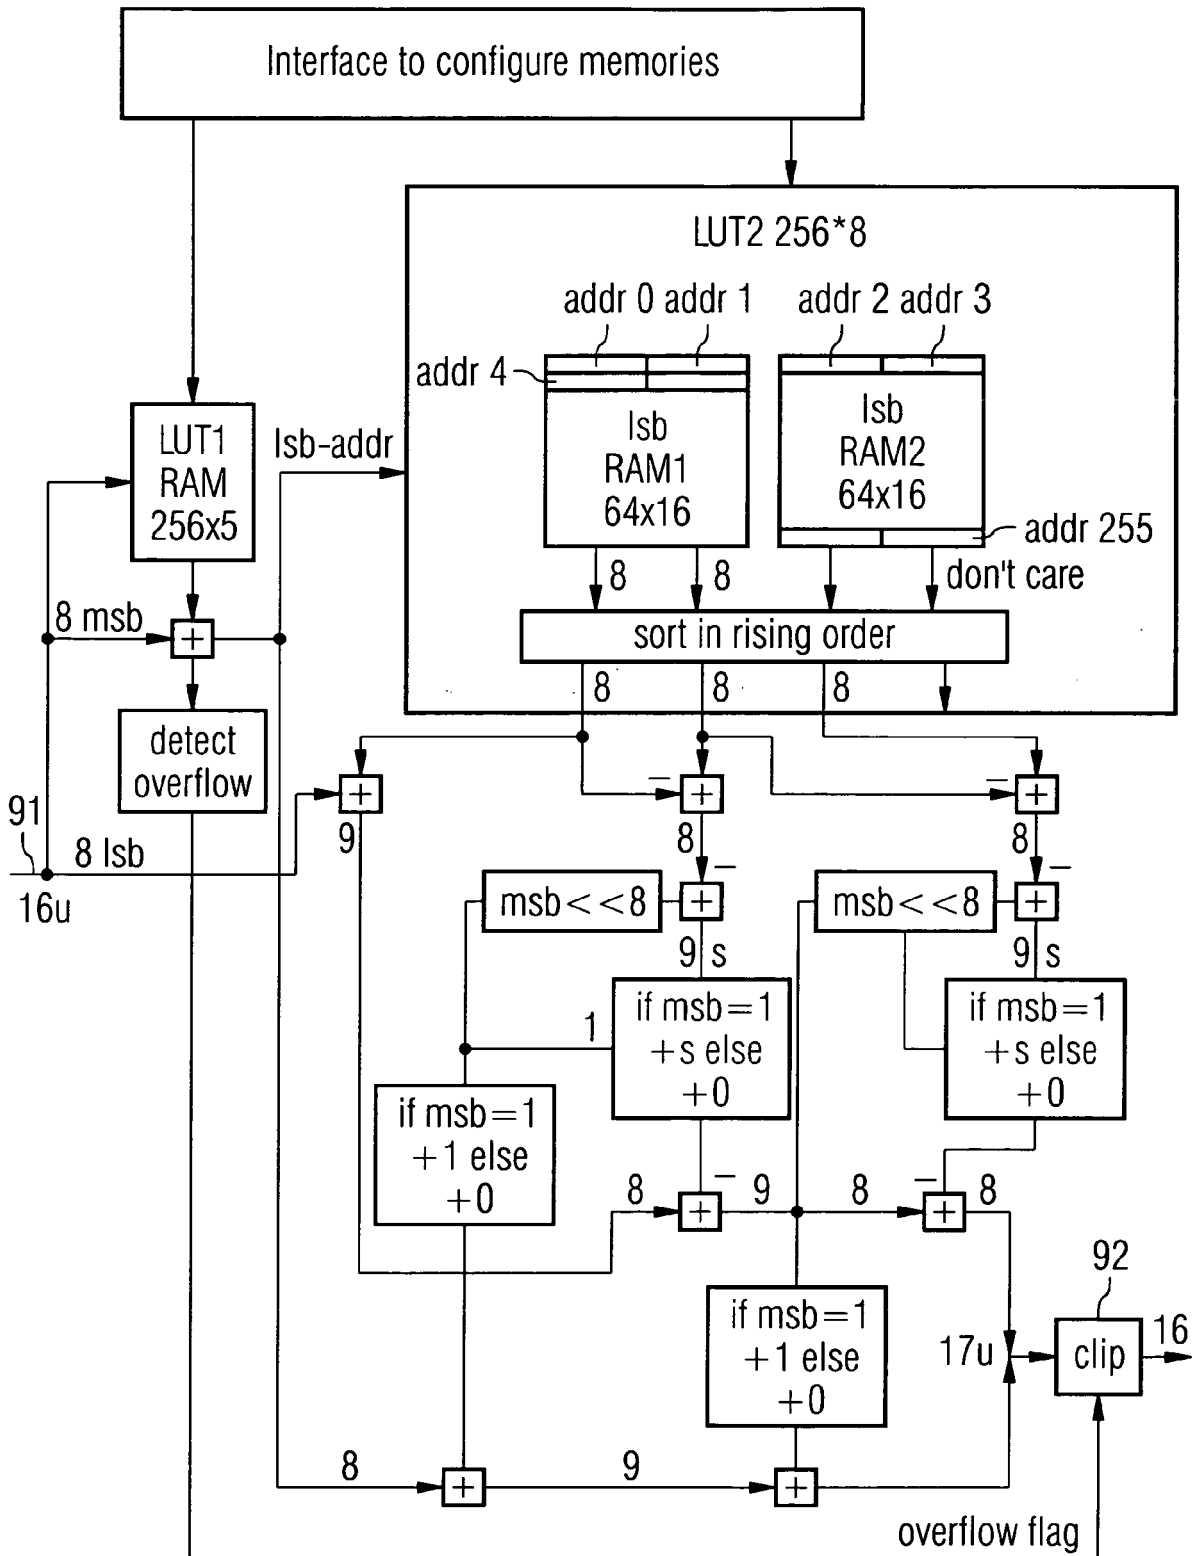 Interface to configure memories
LUT2 256*8
addr 0 addr 1
addr 2 addr 3
addr 4
lsb
RAM1
64x16
lsb
RAM2
64x16
addr 255
LUT1
RAM
256x5
lsb-addr
8
8
don't care
8 msb
+
sort in rising order
8
8
8
detect
overflow
+
− +
− +
91
8 lsb
16u
9
8
8
−
−
msb<<8
+
msb<<8
+
9 s
9 s
if msb=1
+s else
+0
if msb=1
+s else
+0
1
if msb=1
+1 else
+0
−
−
8
+
9
8
+
8
92
if msb=1
+1 else
+0
17u
clip
16
8
+
9
+
overflow flag